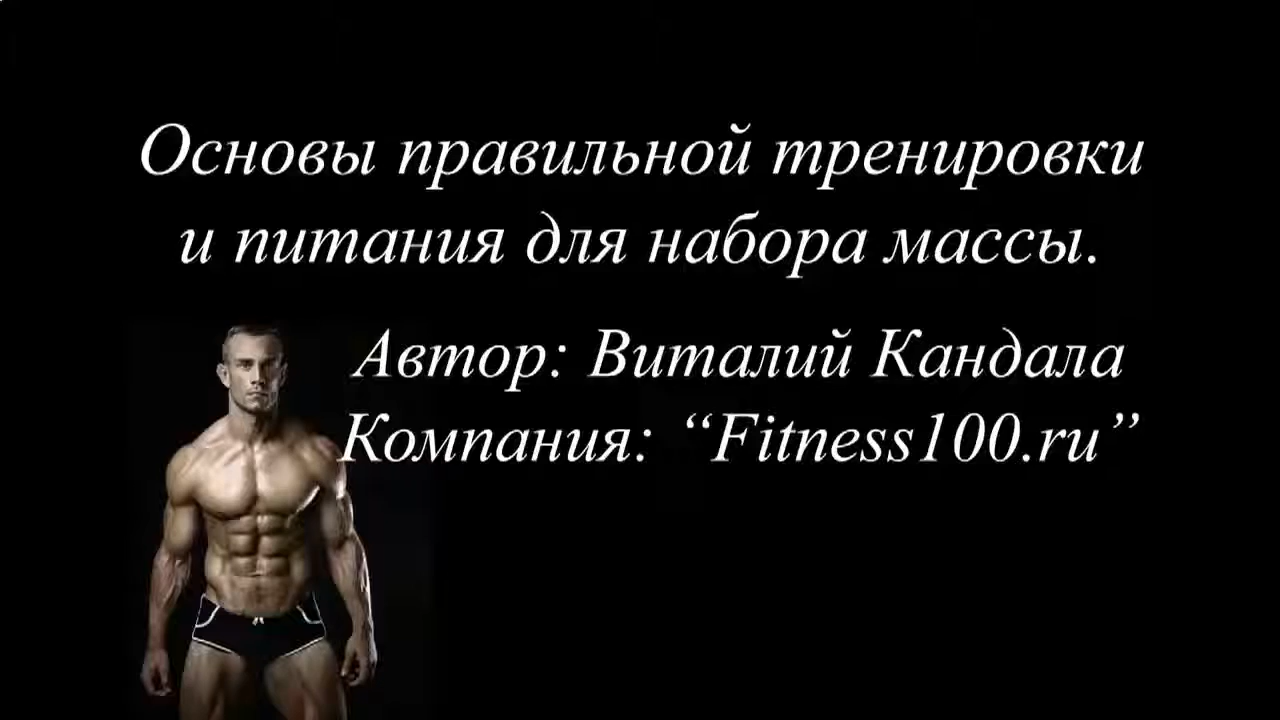 Основы правильной тренировки
и питания для набора массы.
Автор: Виталий Кандала
Компания: “Fitness100.ru”